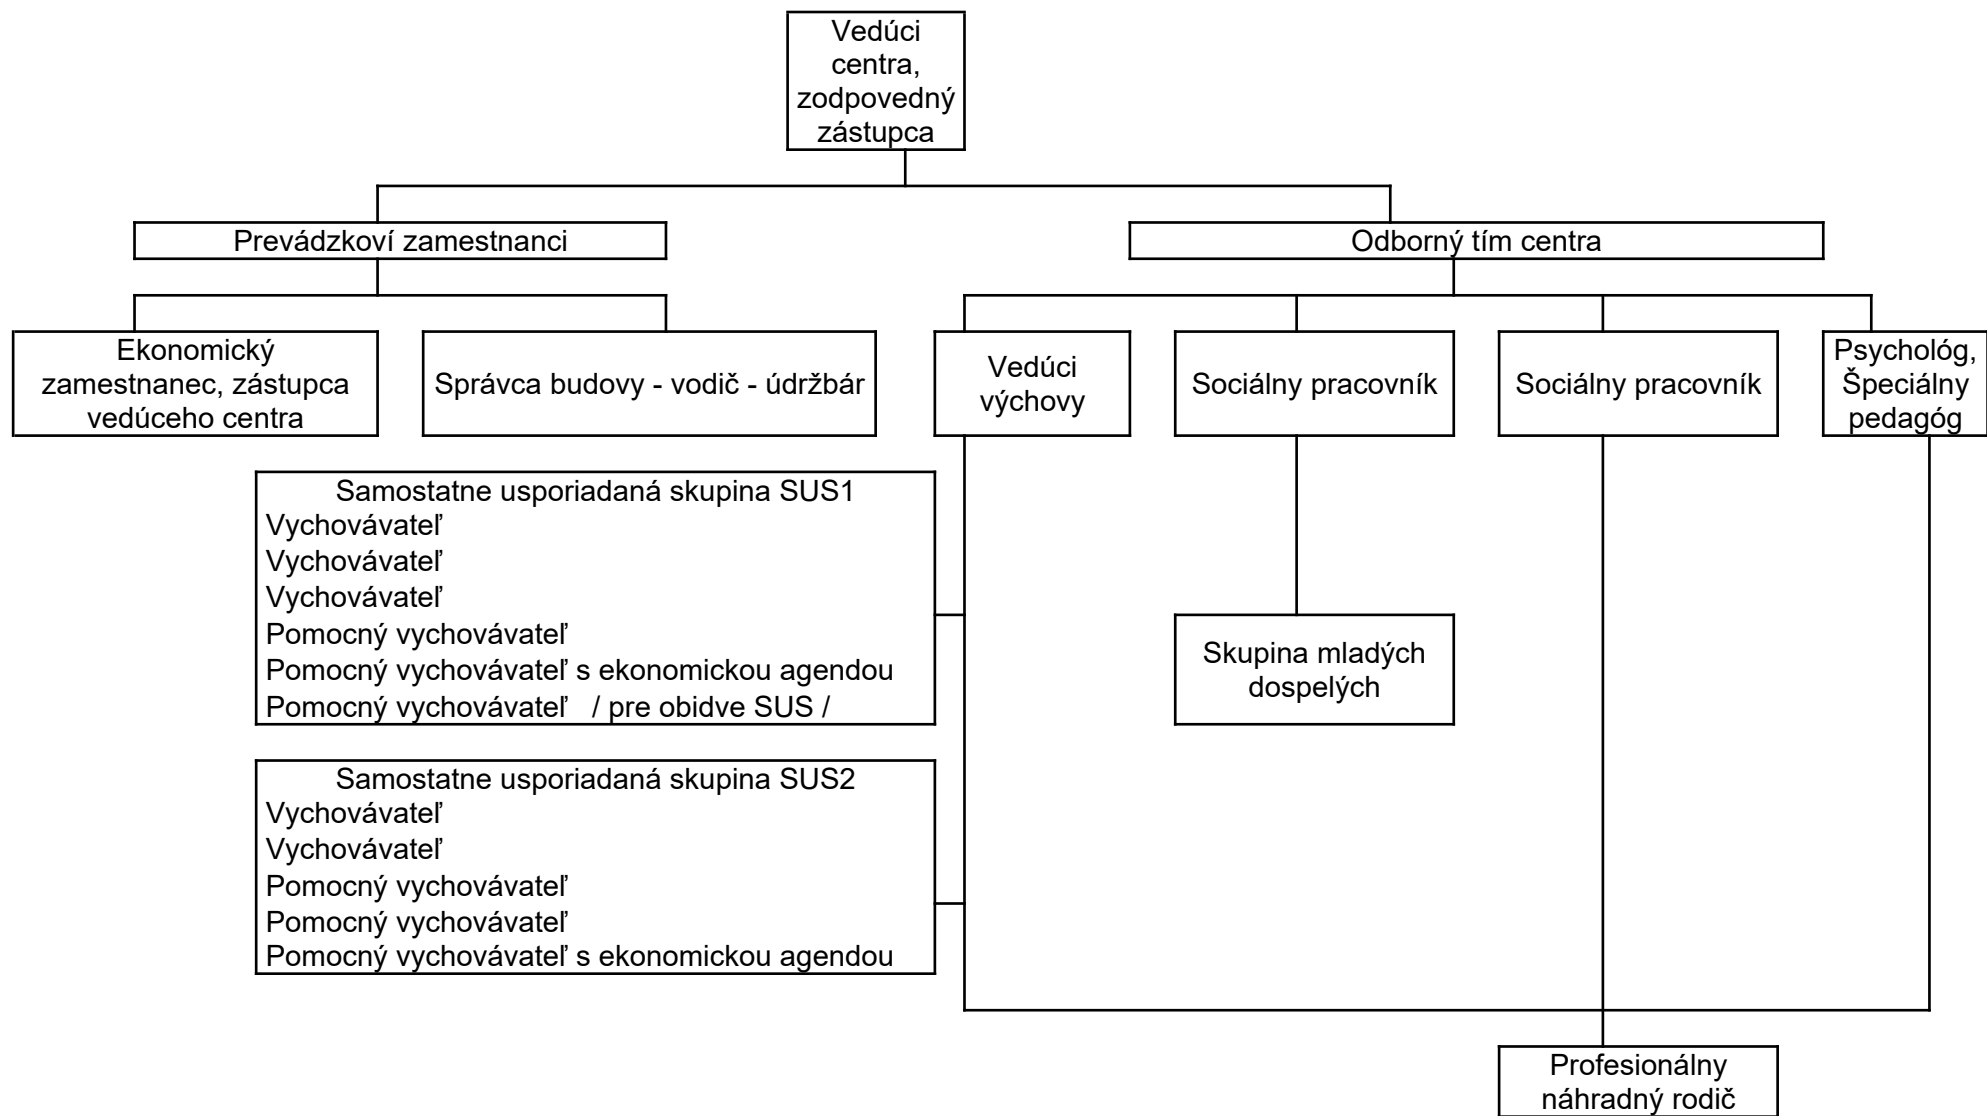 Vedúci
centra,
zodpovedný
zástupca
Prevádzkoví zamestnanci
Odborný tím centra
Ekonomický
zamestnanec, zástupca
vedúceho centra
Správca budovy - vodič - údržbár
Vedúci
výchovy
Sociálny pracovník
Sociálny pracovník
Psychológ,
Špeciálny
pedagóg
Samostatne usporiadaná skupina SUS1
Vychovávateľ
Vychovávateľ
Vychovávateľ
Pomocný vychovávateľ
Pomocný vychovávateľ s ekonomickou agendou
Pomocný vychovávateľ / pre obidve SUS /
Skupina mladých
dospelých
Samostatne usporiadaná skupina SUS2
Vychovávateľ
Vychovávateľ
Pomocný vychovávateľ
Pomocný vychovávateľ
Pomocný vychovávateľ s ekonomickou agendou
Profesionálny
náhradný rodič